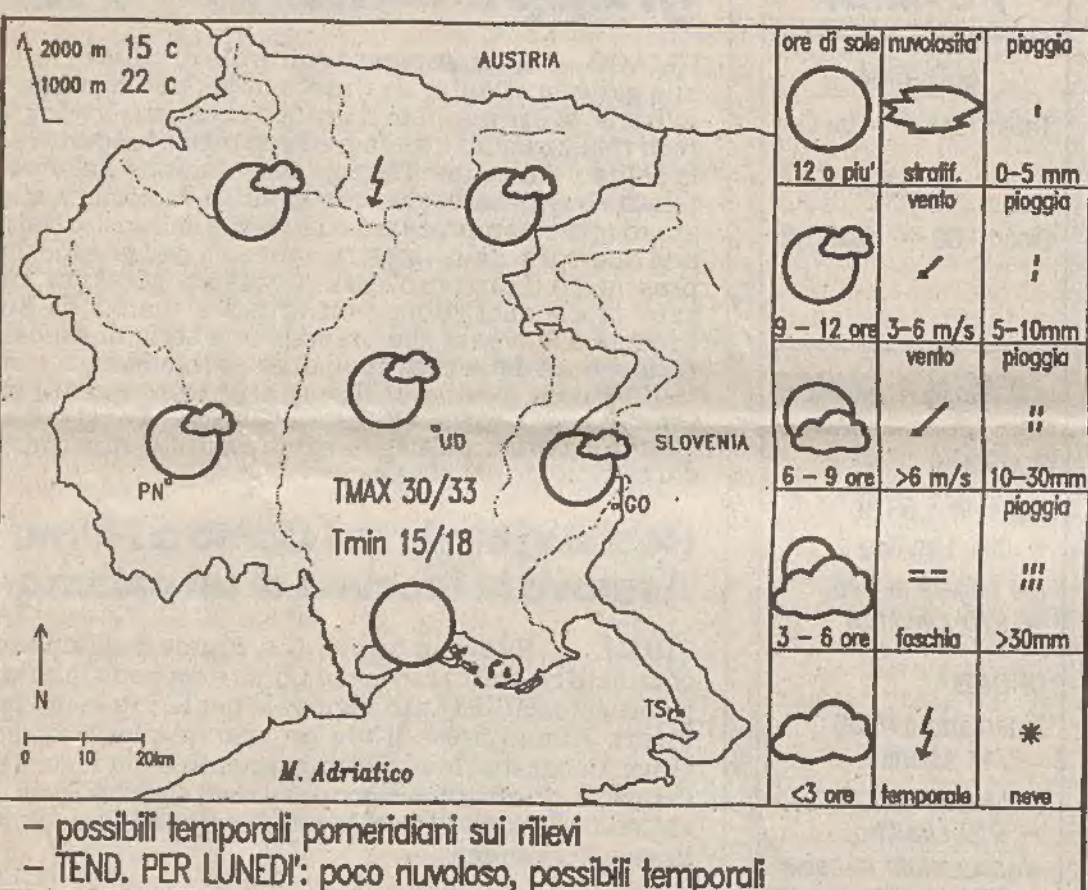 2000 m 15 c
1000 m 22 c
AUSTRIA
UD
SLOVENIA
PN
GO
TMAX 30/33
Tmin 15/18
N
0 10 20km
TS
M. Adriatico
ore di sole nuvolosita' pioggia
12 o piu' stratif. 0-5 mm
vento pioggia
9 - 12 ore 3-6 m/s 5-10mm
vento pioggia
6 - 9 ore >6 m/s 10-30mm
pioggia
3 - 6 ore foschia >30mm
<3 ore temporale neve
- possibili temporali pomeridiani sui rilievi
- TEND. PER LUNEDI': poco nuvoloso, possibili temporali